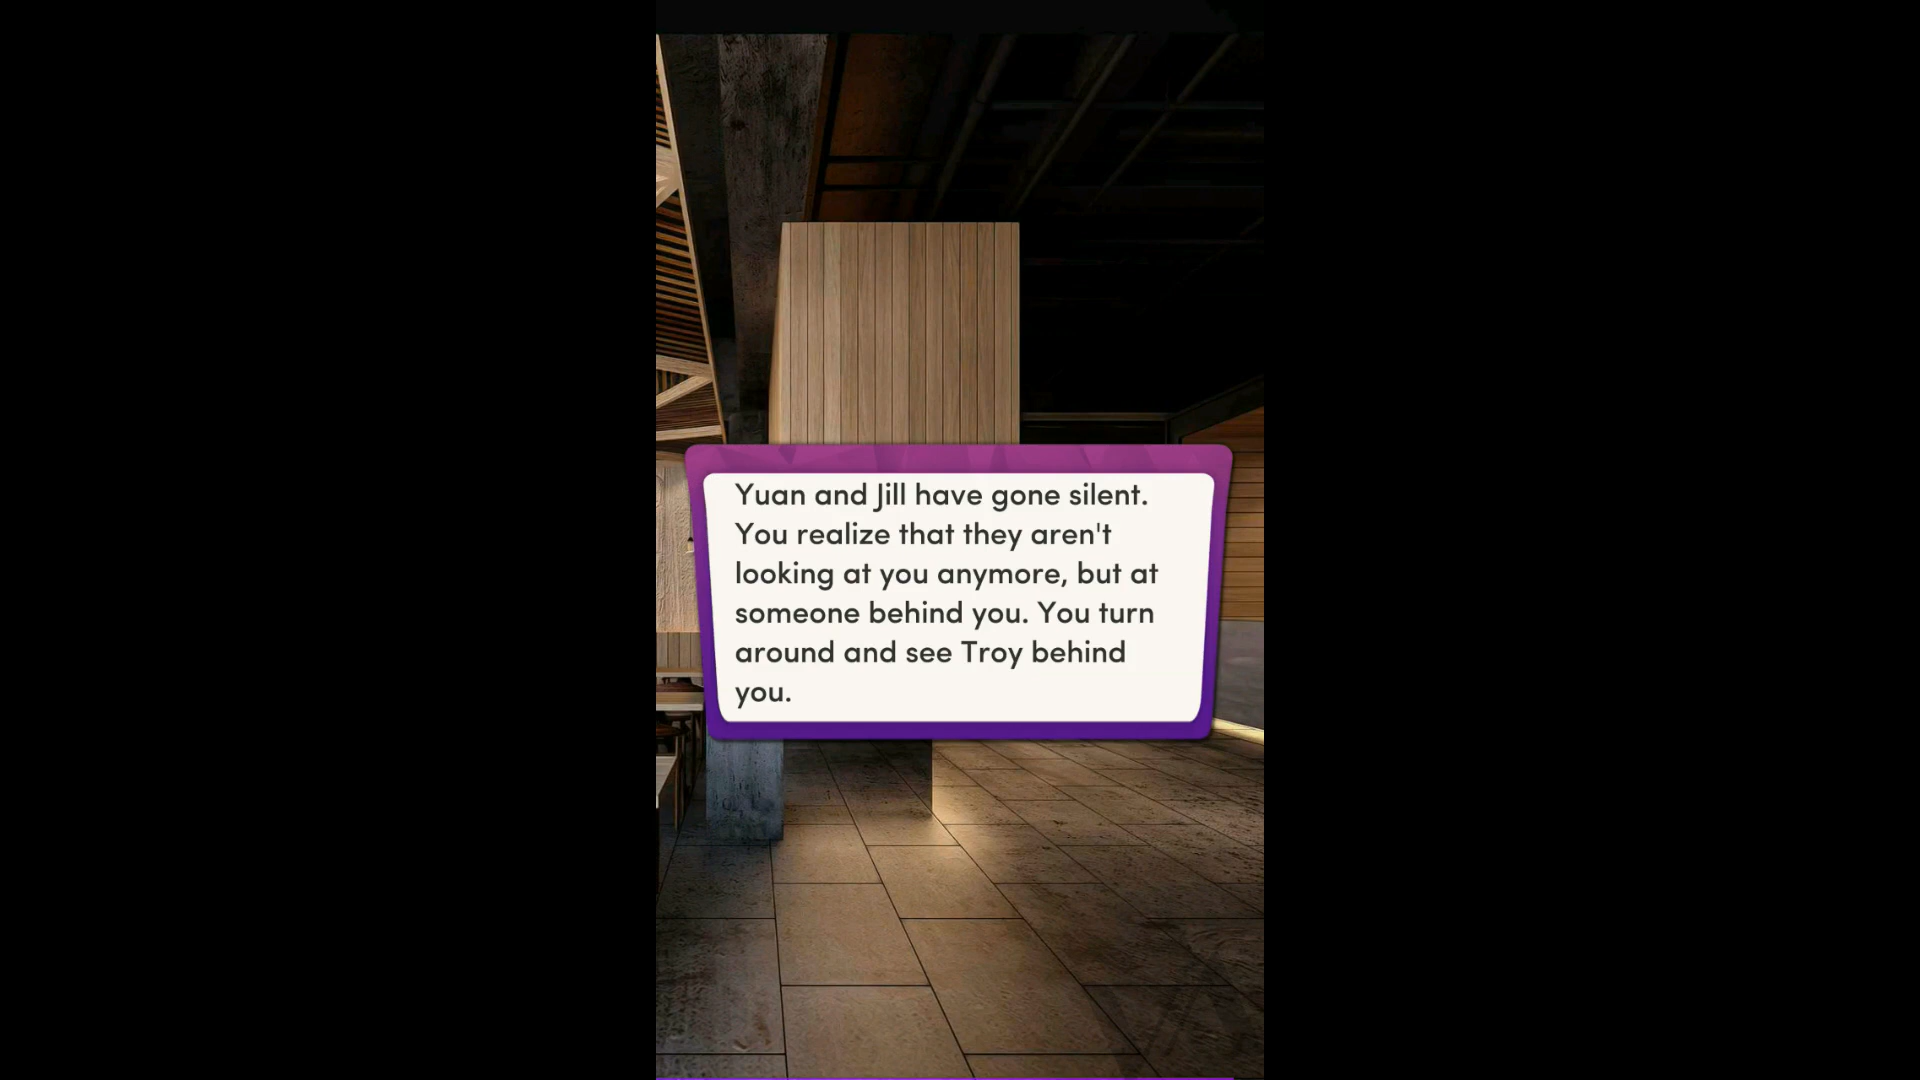 Yuan and Jill have gone silent.
You realize that they aren't
looking at you anymore, but at
someone behind you. You turn
around and see Troy behind
you.